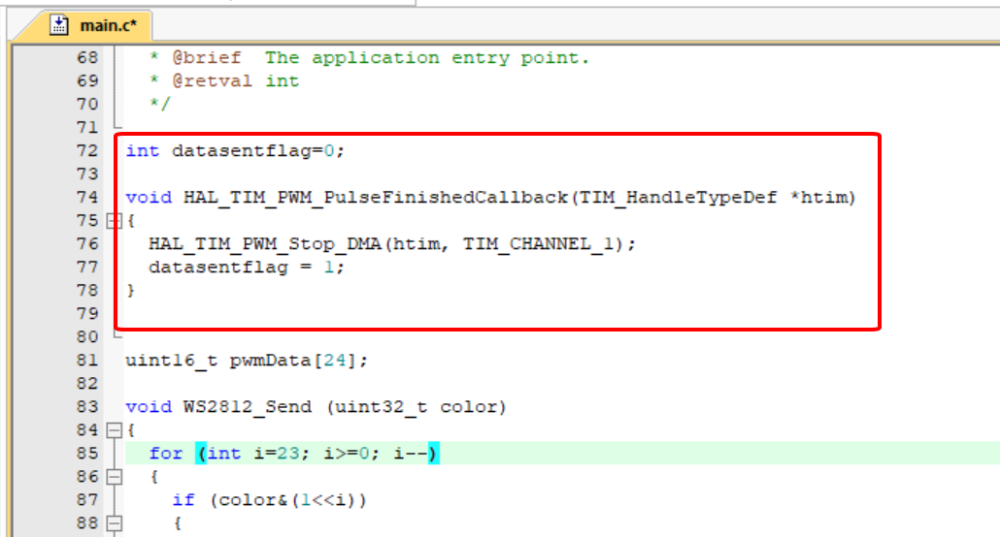 main.c*
68 * @brief  The application entry point.
69 * @retval int
70 */
71
72 int datasentflag=0;
73
74 void HAL_TIM_PWM_PulseFinishedCallback(TIM_HandleTypeDef *htim)
75 {
76   HAL_TIM_PWM_Stop_DMA(htim, TIM_CHANNEL_1);
77   datasentflag = 1;
78 }
79
80
81 uint16_t pwmData[24];
82
83 void WS2812_Send (uint32_t color)
84 {
85   for (int i=23; i>=0; i--)
86   {
87     if (color&(1<<i))
88     {